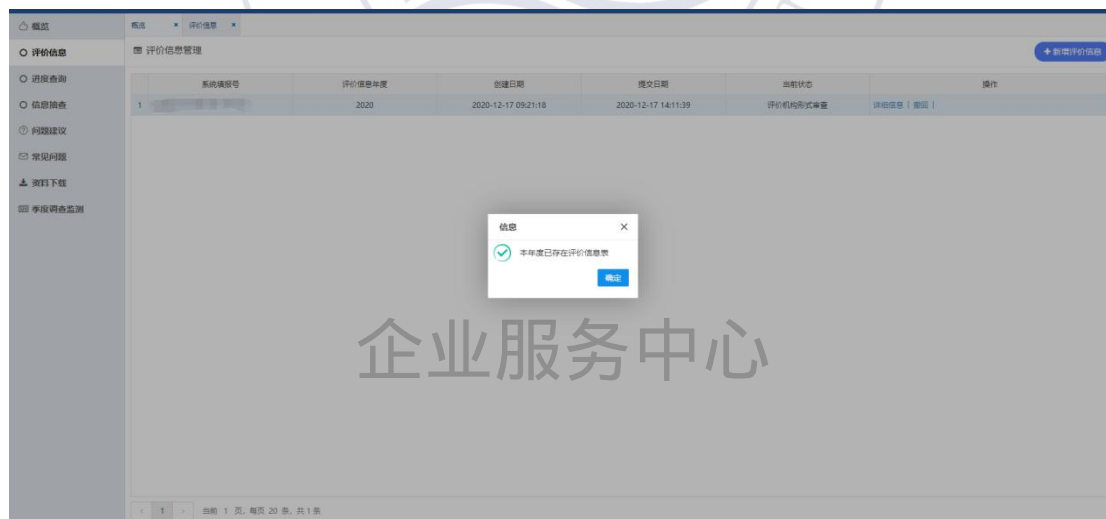 概览
评价信息
进度查询
信息抽查
问题建议
常见问题
资料下载
季度调查监测
概览 × 评价信息 ×
评价信息管理
+ 新增评价信息
系统填报号 评价信息年度 创建日期 提交日期 当前状态 操作
1 2020 2020-12-17 09:21:18 2020-12-17 14:11:39 评价机构形式审查 详细信息 | 撤回 |
信息 ×
本年度已存在评价信息表
确定
企业服务中心
< 1 > 当前 1 页, 每页 20 条, 共 1 条